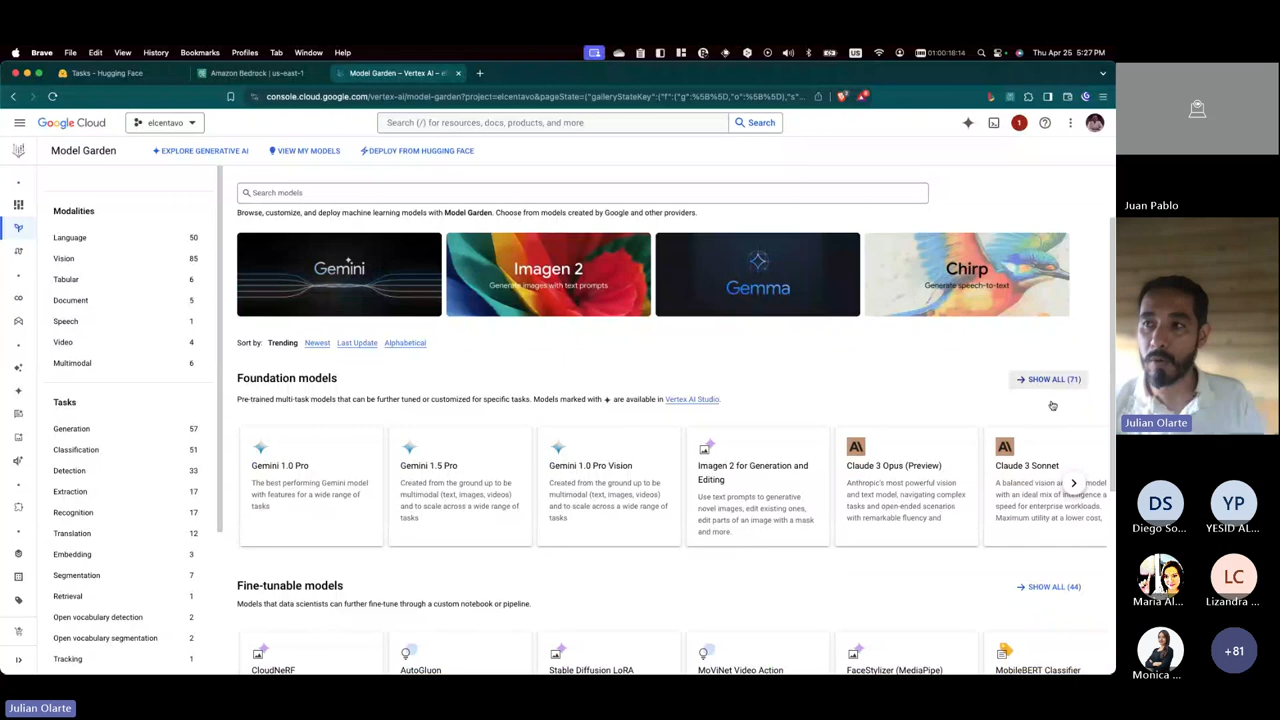 Brave File Edit View History Bookmarks Profiles Tab Window Help
US
01:00:18:14
Thu Apr 25 5:27 PM
Tasks - Hugging Face
Amazon Bedrock | us-east-1
Model Garden – Vertex AI – el
console.cloud.google.com/vertex-ai/model-garden?project=elcentavo&pageState=("galleryStateKey":("f":("g":%5B%5D,"o":%5B%5D),"s"...
Google Cloud
elcentavo
Search (/) for resources, docs, products, and more
Search
1
Model Garden
EXPLORE GENERATIVE AI
VIEW MY MODELS
DEPLOY FROM HUGGING FACE
Modalities
Language 50
Vision 85
Tabular 6
Document 5
Speech 1
Video 4
Multimodal 6
Tasks
Generation 57
Classification 51
Detection 33
Extraction 17
Recognition 17
Translation 12
Embedding 3
Segmentation 7
Retrieval 1
Open vocabulary detection 2
Open vocabulary segmentation 2
Tracking 1
Search models
Browse, customize, and deploy machine learning models with Model Garden. Choose from models created by Google and other providers.
Gemini
Imagen 2
Generate images with text prompts
Gemma
Chirp
Generate speech-to-text
Sort by: Trending Newest Last Update Alphabetical
Foundation models
SHOW ALL (71)
Pre-trained multi-task models that can be further tuned or customized for specific tasks. Models marked with ✦ are available in Vertex AI Studio.
Gemini 1.0 Pro
The best performing Gemini model
with features for a wide range of
tasks
Gemini 1.5 Pro
Created from the ground up to be
multimodal (text, images, videos)
and to scale across a wide range of
tasks
Gemini 1.0 Pro Vision
Created from the ground up to be
multimodal (text, images, videos)
and to scale across a wide range of
tasks
Imagen 2 for Generation and
Editing
Use text prompts to generative
novel images, edit existing ones,
edit parts of an image with a mask
and more.
Claude 3 Opus (Preview)
Anthropic's most powerful vision
and text model, navigating complex
tasks and open-ended scenarios
with remarkable fluency and
Claude 3 Sonnet
A balanced vision
model
with an ideal mix of
speed for enterprise workloads.
Maximum utility at a lower cost,
Fine-tunable models
SHOW ALL (44)
Models that data scientists can further fine-tune through a custom notebook or pipeline.
CloudNeRF
AutoGluon
Stable Diffusion LoRA
MoViNet Video Action
FaceStylizer (MediaPipe)
MobileBERT Classifier
Juan Pablo
Julian Olarte
DS
Diego So...
YP
YESID AL...
Maria Al...
LC
Lizandra ...
Monica ...
+81
Julian Olarte